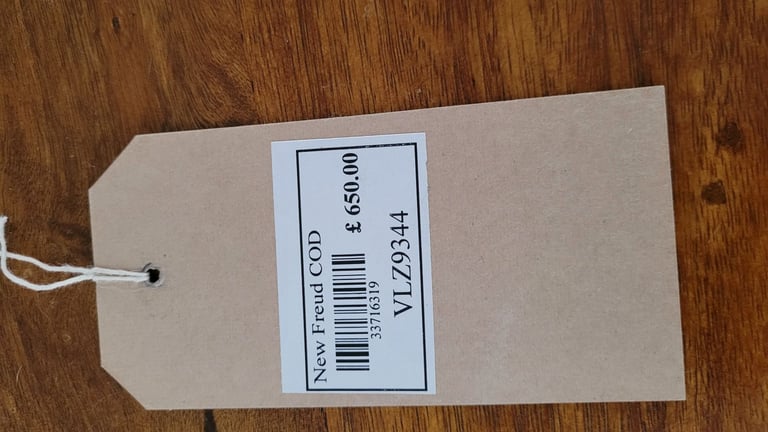 New Freud COD
£ 650.00
33716319
VLZ9344